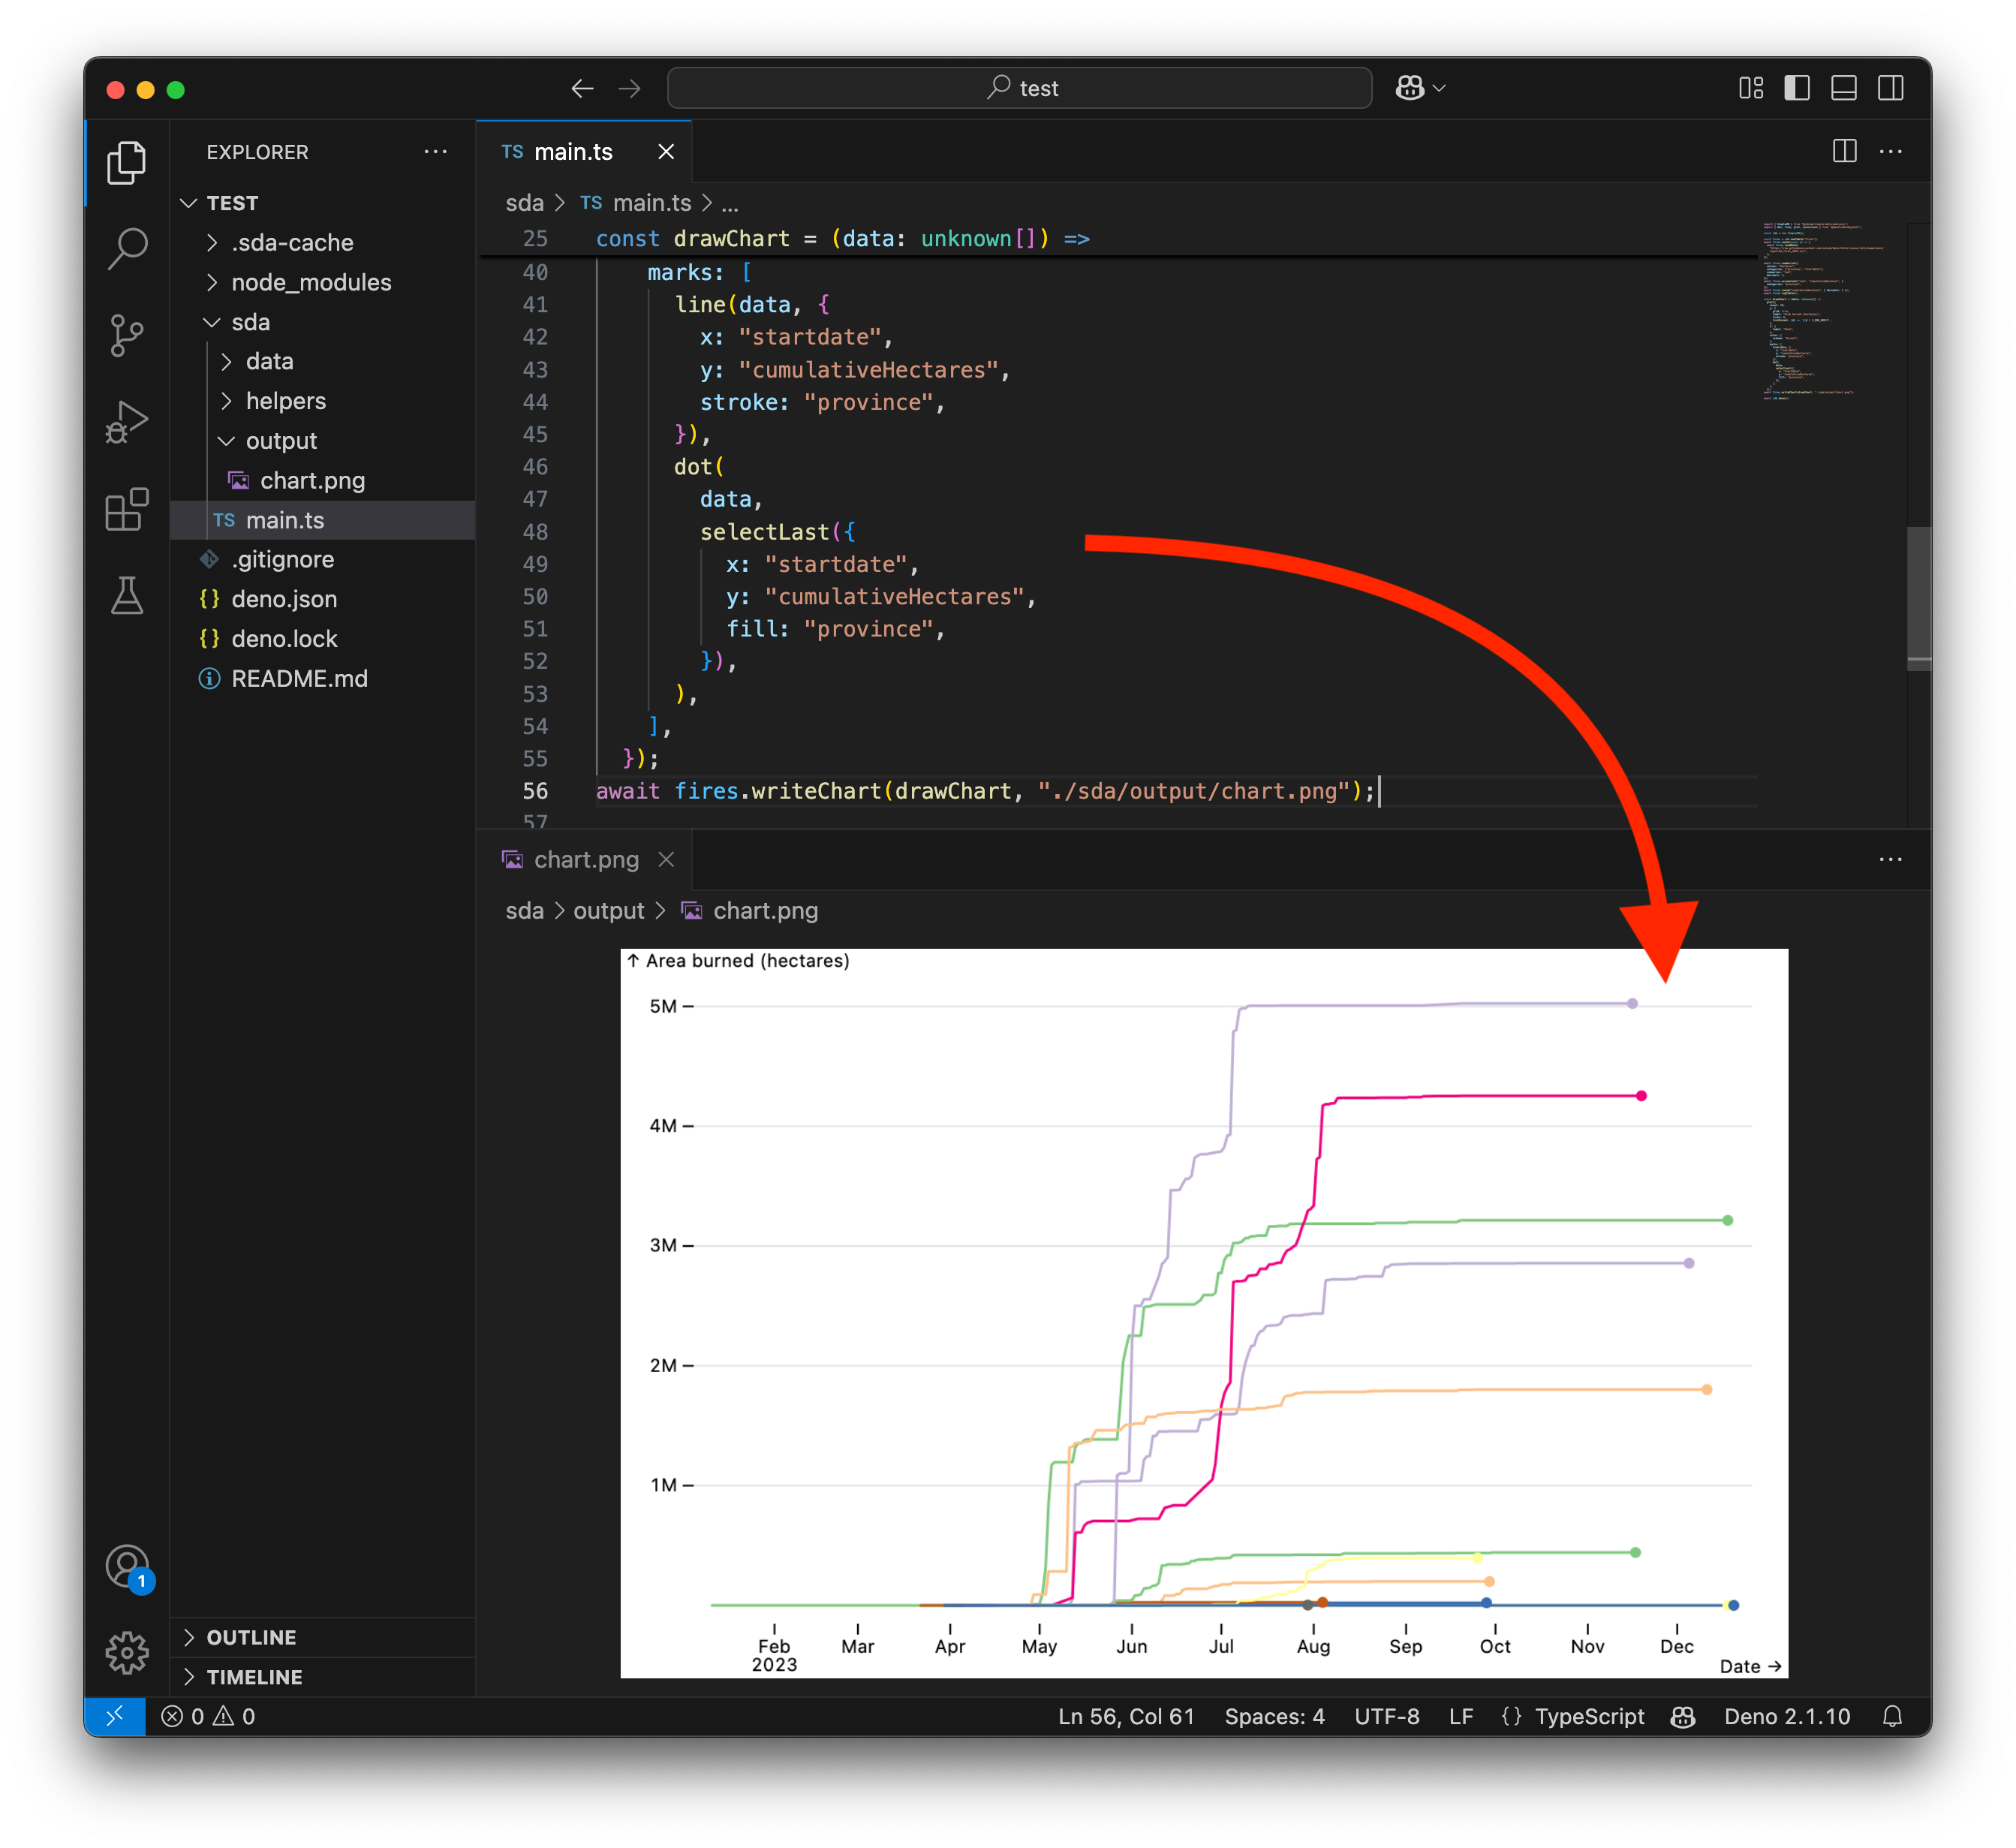 test
EXPLORER
TEST
.sda-cache
node_modules
sda
data
helpers
output
chart.png
TS main.ts
.gitignore
{} deno.json
{} deno.lock
README.md
OUTLINE
TIMELINE
1
TS main.ts
sda > TS main.ts > ...
25 const drawChart = (data: unknown[]) =>
40 marks: [
41 line(data, {
42 x: "startdate",
43 y: "cumulativeHectares",
44 stroke: "province",
45 }),
46 dot(
47 data,
48 selectLast({
49 x: "startdate",
50 y: "cumulativeHectares",
51 fill: "province",
52 }),
53 ),
54 ],
55 });
56 await fires.writeChart(drawChart, "./sda/output/chart.png");
57
chart.png
sda > output > chart.png
↑ Area burned (hectares)
5M
4M
3M
2M
1M
Feb Mar Apr May Jun Jul Aug Sep Oct Nov Dec
2023
Date →
0 0 Ln 56, Col 61 Spaces: 4 UTF-8 LF {} TypeScript Deno 2.1.10